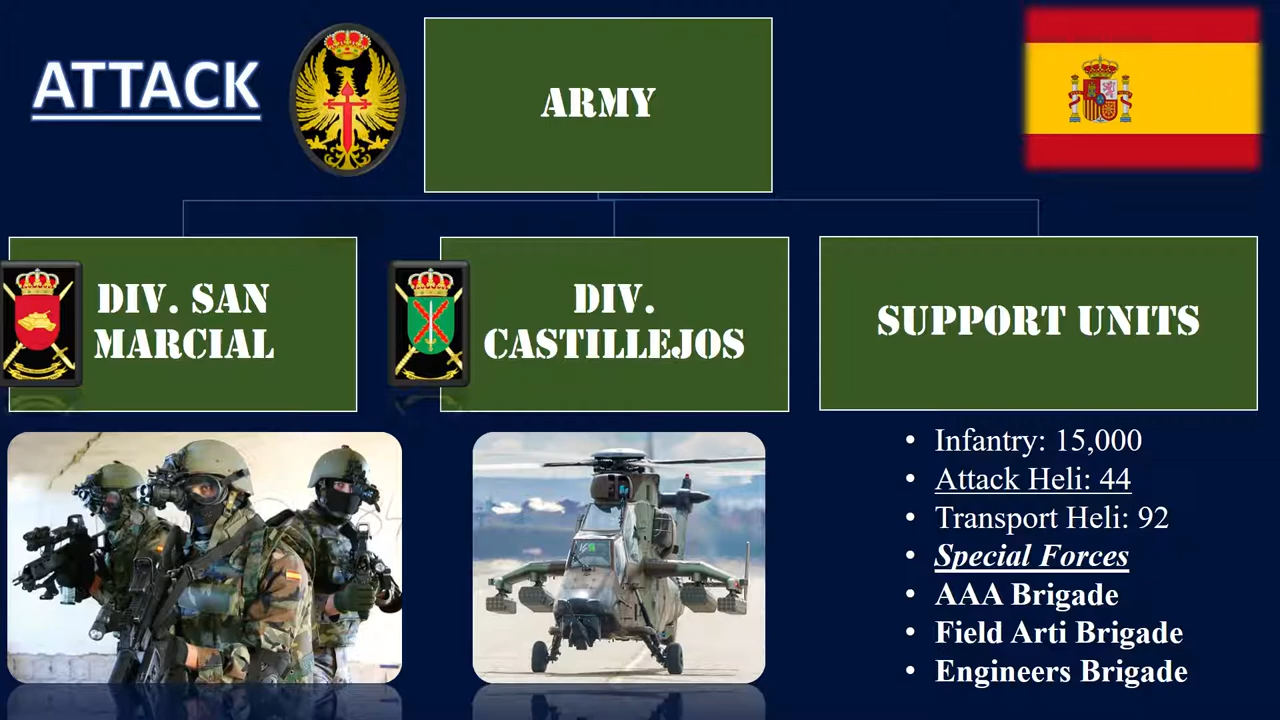 ATTACK
ARMY
DIV. SAN
MARCIAL
DIV.
CASTILLEJOS
SUPPORT UNITS
• Infantry: 15,000
• Attack Heli: 44
• Transport Heli: 92
• Special Forces
• AAA Brigade
• Field Arti Brigade
• Engineers Brigade